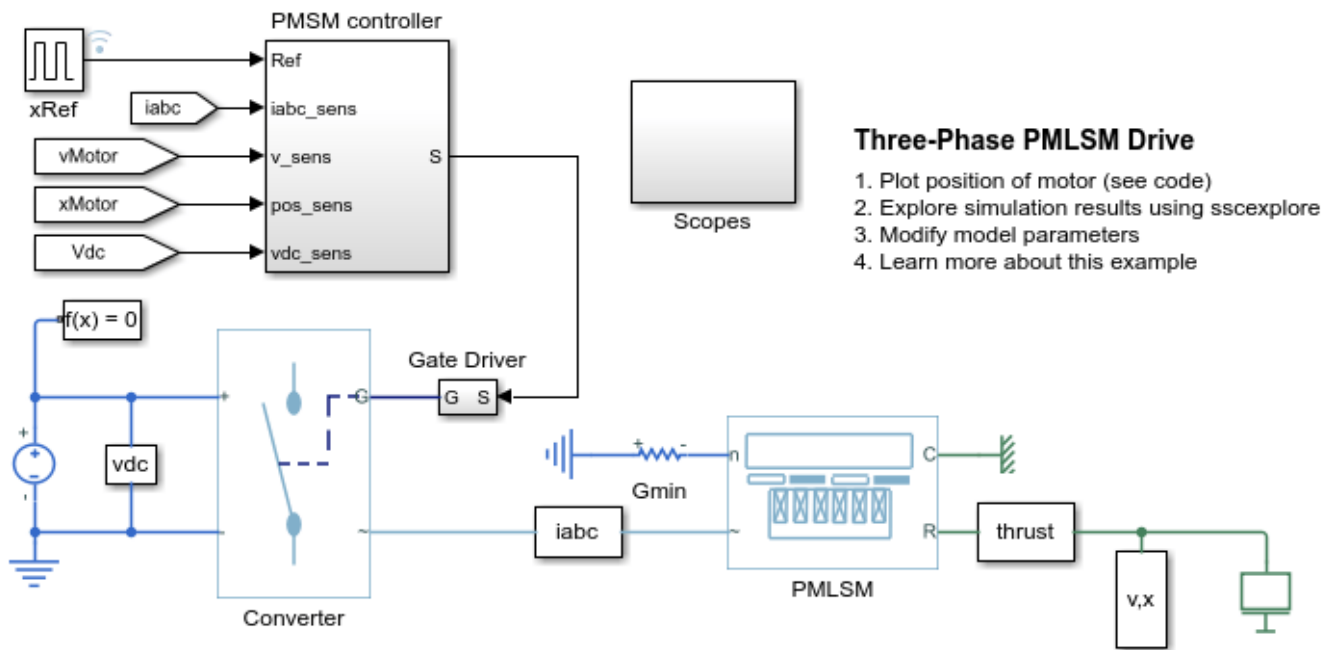 PMSM controller
xRef
Ref
iabc
iabc_sens
vMotor
v_sens
S
xMotor
pos_sens
Vdc
vdc_sens
Scopes
Three-Phase PMLSM Drive
1. Plot position of motor (see code)
2. Explore simulation results using sscexplore
3. Modify model parameters
4. Learn more about this example
f(x) = 0
Gate Driver
+
G
G S
+
+
-
-
vdc
-
~
Converter
+ -
Gmin
n
C
iabc
~
R
PMLSM
thrust
v,x